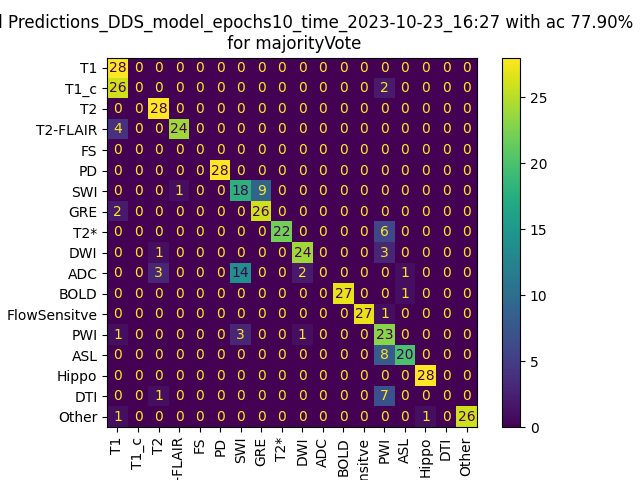 l Predictions_DDS_model_epochs10_time_2023-10-23_16:27 with ac 77.90%
for majorityVote
T1 28 0 0 0 0 0 0 0 0 0 0 0 0 0 0 0 0 0
T1_c 26 0 0 0 0 0 0 0 0 0 0 0 0 2 0 0 0 0
T2 0 0 28 0 0 0 0 0 0 0 0 0 0 0 0 0 0 0
T2-FLAIR 4 0 0 24 0 0 0 0 0 0 0 0 0 0 0 0 0 0
FS 0 0 0 0 0 0 0 0 0 0 0 0 0 0 0 0 0 0
PD 0 0 0 0 0 28 0 0 0 0 0 0 0 0 0 0 0 0
SWI 0 0 0 1 0 0 18 9 0 0 0 0 0 0 0 0 0 0
GRE 2 0 0 0 0 0 0 26 0 0 0 0 0 0 0 0 0 0
T2* 0 0 0 0 0 0 0 0 22 0 0 0 0 6 0 0 0 0
DWI 0 0 1 0 0 0 0 0 0 24 0 0 0 3 0 0 0 0
ADC 0 0 3 0 0 0 14 0 0 2 0 0 0 0 1 0 0 0
BOLD 0 0 0 0 0 0 0 0 0 0 0 27 0 0 1 0 0 0
FlowSensitve 0 0 0 0 0 0 0 0 0 0 0 0 27 1 0 0 0 0
PWI 1 0 0 0 0 0 3 0 0 1 0 0 0 23 0 0 0 0
ASL 0 0 0 0 0 0 0 0 0 0 0 0 0 8 20 0 0 0
Hippo 0 0 0 0 0 0 0 0 0 0 0 0 0 0 0 28 0 0
DTI 0 0 1 0 0 0 0 0 0 0 0 0 0 7 0 0 0 0
Other 1 0 0 0 0 0 0 0 0 0 0 0 0 0 0 1 0 26
T1 T1_c T2 -FLAIR FS PD SWI GRE T2* DWI ADC BOLD nsitve PWI ASL Hippo DTI Other
25
20
15
10
5
0